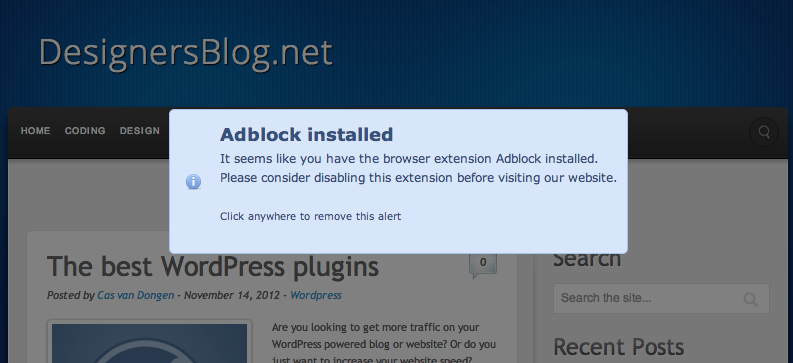 DesignersBlog.net
HOME CODING DESIGN
Adblock installed
It seems like you have the browser extension Adblock installed.
Please consider disabling this extension before visiting our website.
Click anywhere to remove this alert
The best WordPress plugins
0
Posted by Cas van Dongen - November 14, 2012 - Wordpress
Are you looking to get more traffic on your
WordPress powered blog or website? Or do you
just want to increase your website speed?
Search
Search the site...
Recent Posts